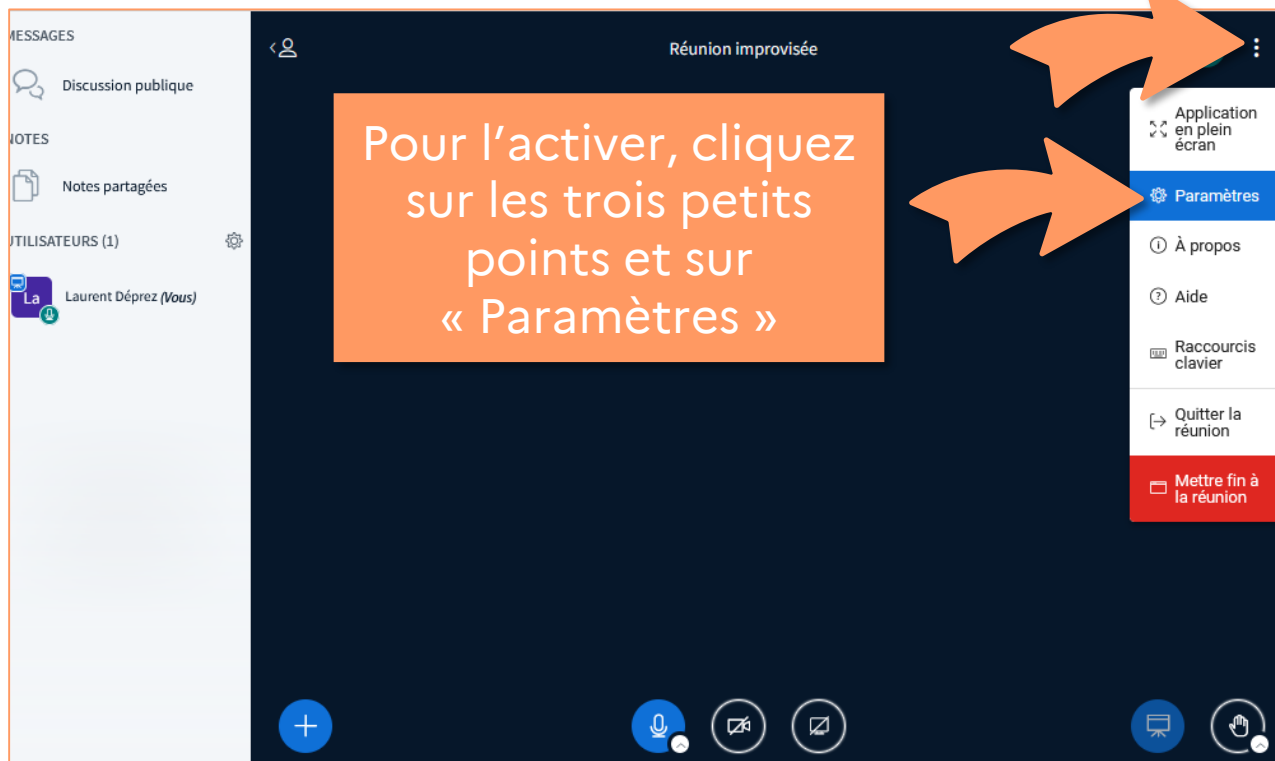 MESSAGES
Discussion publique
NOTES
Notes partagées
UTILISATEURS (1)
La
Laurent Déprez (Vous)
Réunion improvisée
Pour l’activer, cliquez
sur les trois petits
points et sur
« Paramètres »
Application
en plein
écran
Paramètres
À propos
Aide
Raccourcis
clavier
Quitter la
réunion
Mettre fin à
la réunion